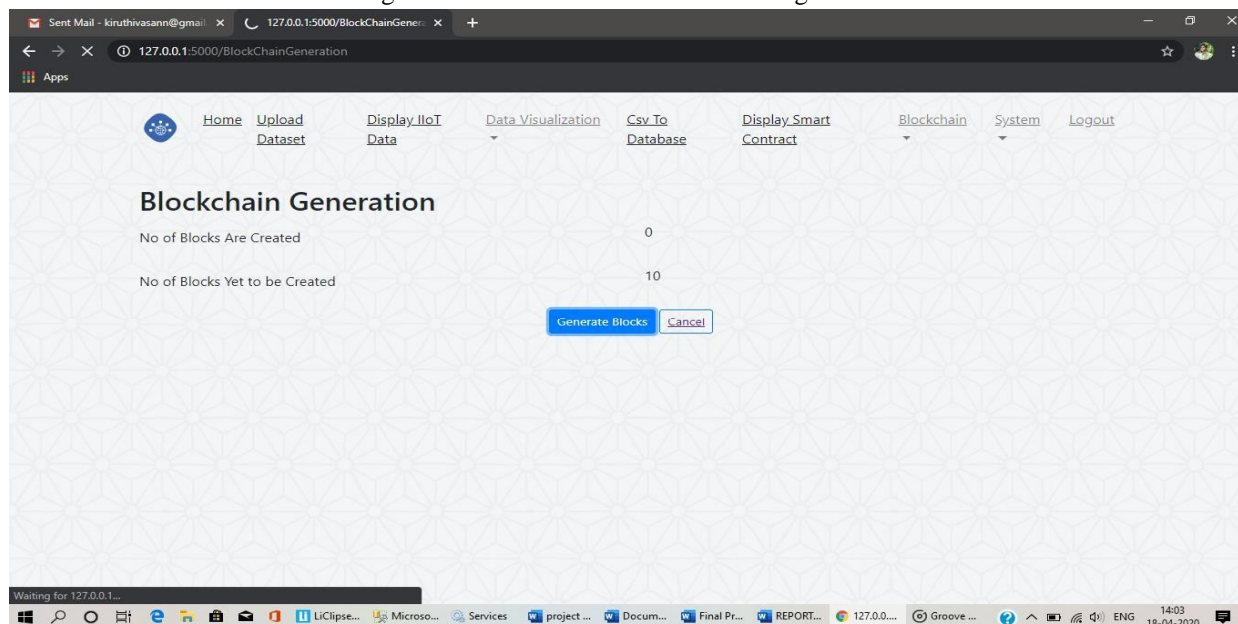 Sent Mail - kiruthivasann@gmail. 127.0.0.1:5000/BlockChainGener
127.0.0.1:5000/BlockChainGeneration
Apps
Home Upload Dataset Display IIoT Data Data Visualization Csv To Database Display Smart Contract Blockchain System Logout
Blockchain Generation
No of Blocks Are Created 0
No of Blocks Yet to be Created 10
Generate Blocks Cancel
Waiting for 127.0.0.1...
LiClipse... Microso... Services project ... Docum... Final Pr... REPORT... 127.0.0.... Groove ... ENG 14:03
18-04-2020